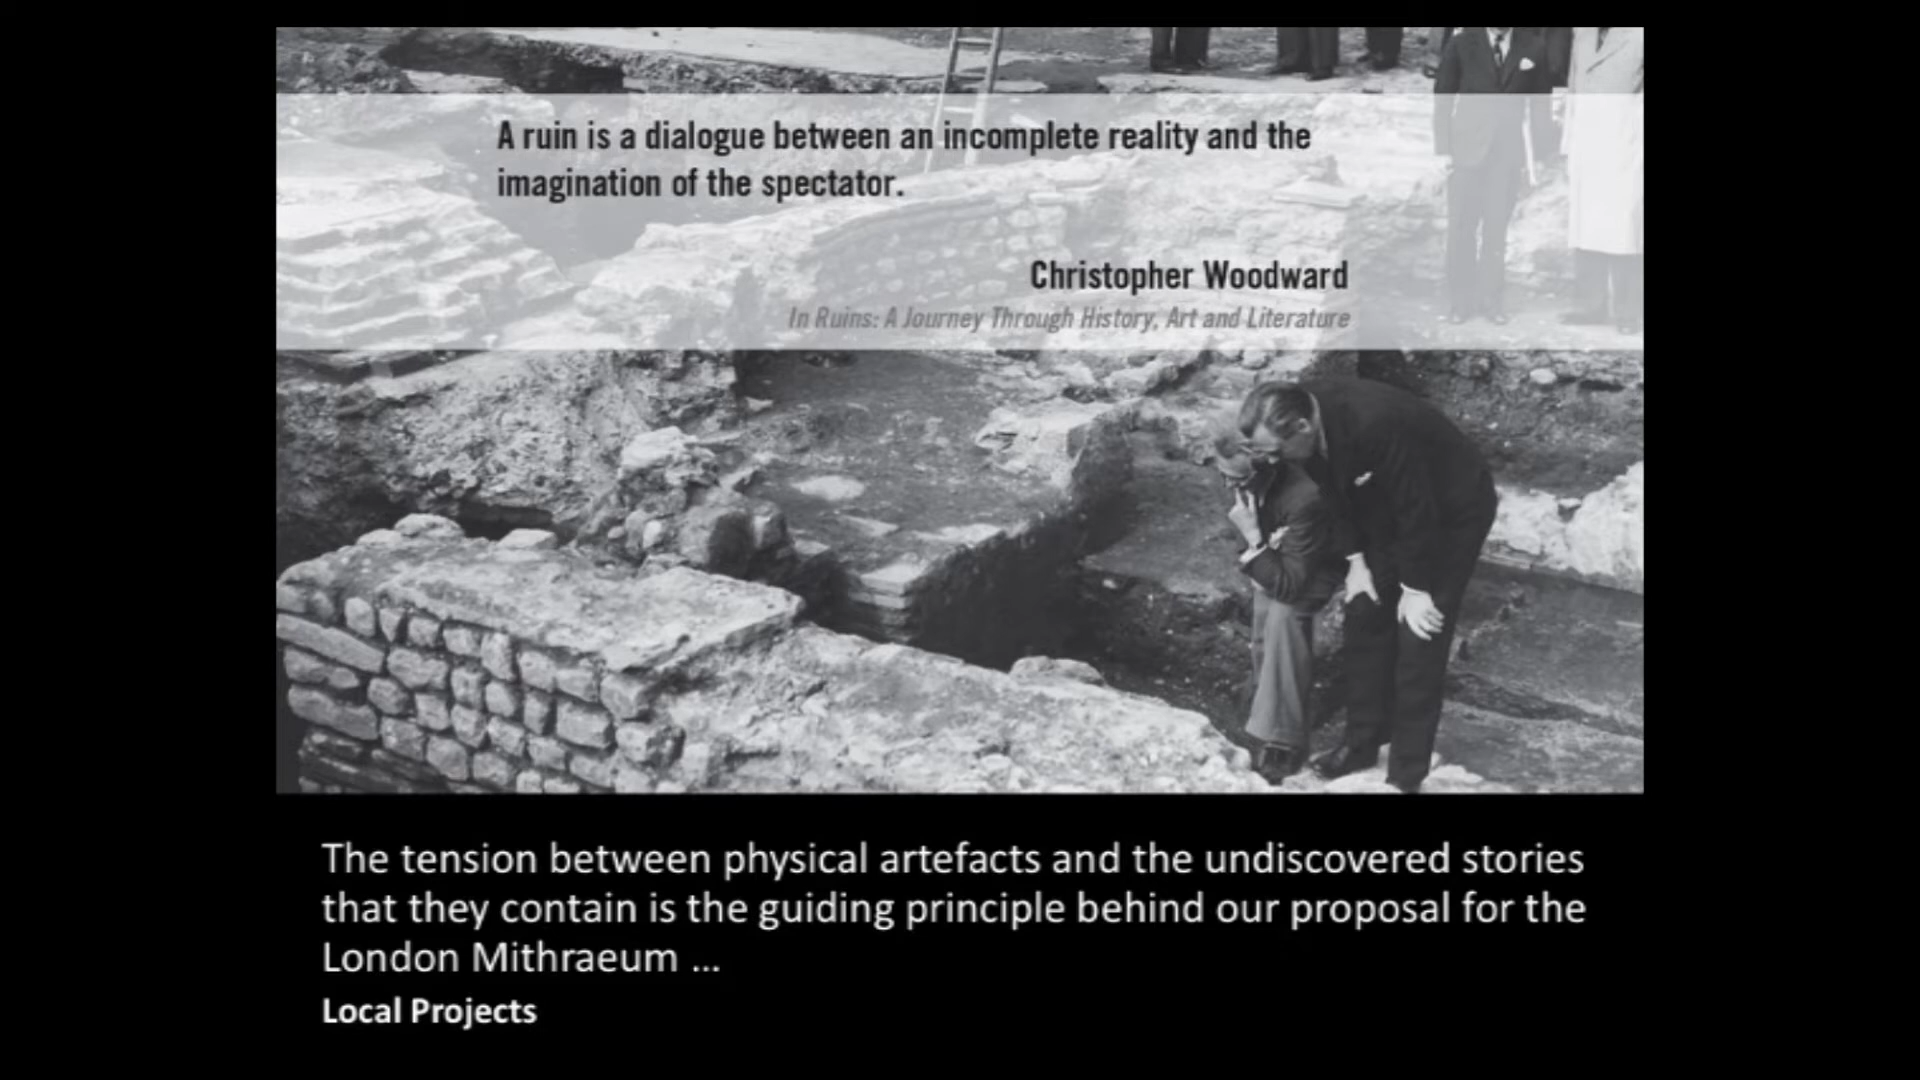 A ruin is a dialogue between an incomplete reality and the
imagination of the spectator.
Christopher Woodward
In Ruins: A Journey Through History, Art and Literature
The tension between physical artefacts and the undiscovered stories
that they contain is the guiding principle behind our proposal for the
London Mithraeum ...
Local Projects